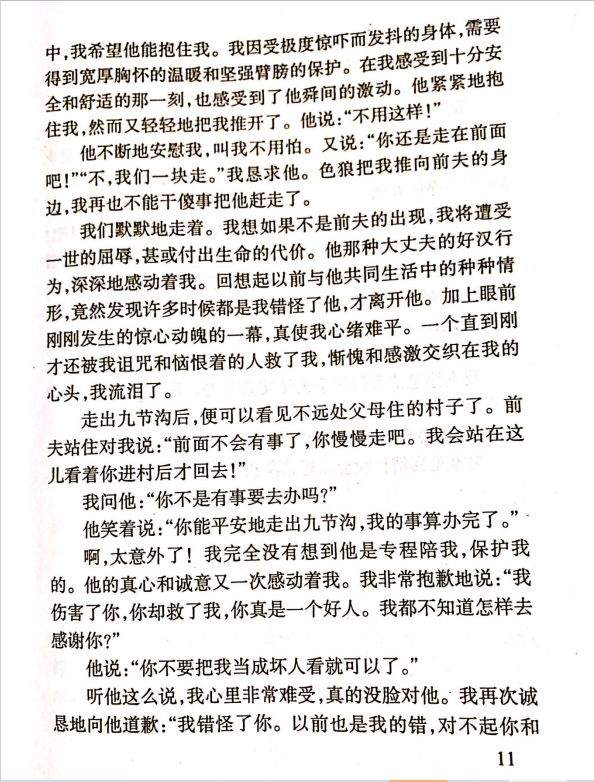 中,我希望他能抱住我。我因受极度惊吓而发抖的身体,需要
得到宽厚胸怀的温暖和坚强臂膀的保护。在我感受到十分安
全和舒适的那一刻,也感受到了他舜间的激动。他紧紧地抱
住我,然而又轻轻地把我推开了。他说:“不用这样!”
他不断地安慰我,叫我不用怕。又说:“你还是走在前面
吧!”“不,我们一块走。”我恳求他。色狼把我推向前夫的身
边,我再也不能干傻事把他赶走了。
我们默默地走着。我想如果不是前夫的出现,我将遭受
一世的屈辱,甚或付出生命的代价。他那种大丈夫的好汉行
为,深深地感动着我。回想起以前与他共同生活中的种种情
形,竟然发现许多时候都是我错怪了他,才离开他。加上眼前
刚刚发生的惊心动魄的一幕,真使我心绪难平。一个直到刚
才还被我诅咒和恼恨着的人救了我,惭愧和感激交织在我的
心头,我流泪了。
走出九节沟后,便可以看见不远处父母住的村子了。前
夫站住对我说:“前面不会有事了,你慢慢走吧。我会站在这
儿看着你进村后才回去!”
我问他:“你不是有事要去办吗?”
他笑着说:“你能平安地走出九节沟,我的事算办完了。”
啊,太意外了!我完全没有想到他是专程陪我,保护我
的。他的真心和诚意又一次感动着我。我非常抱歉地说:“我
伤害了你,你却救了我,你真是一个好人。我都不知道怎样去
感谢你?”
他说:“你不要把我当成坏人看就可以了。”
听他这么说,我心里非常难受,真的没脸对他。我再次诚
恳地向他道歉:“我错怪了你。以前也是我的错,对不起你和
11